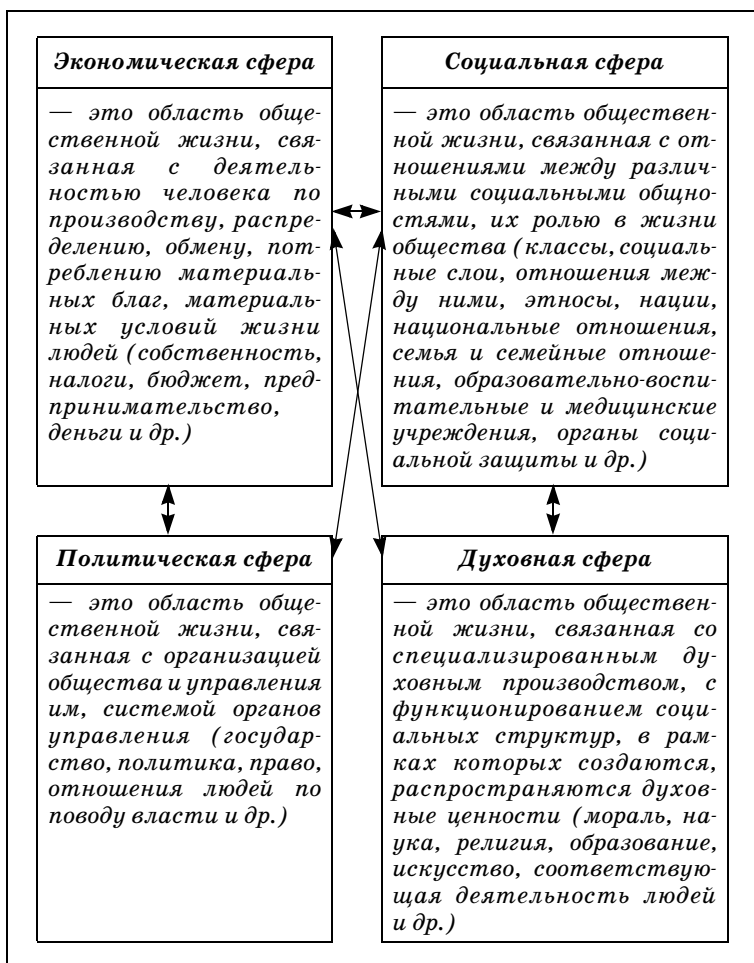 Экономическая сфера
— это область обще-
ственной жизни, свя-
занная с деятель-
ностью человека по
производству, распре-
делению, обмену, пот-
реблению материаль-
ных благ, материаль-
ных условий жизни
людей (собственность,
налоги, бюджет, пред-
принимательство,
деньги и др.)
Социальная сфера
— это область обществен-
ной жизни, связанная с от-
ношениями между различ-
ными социальными общно-
стями, их ролью в жизни
общества (классы, социаль-
ные слои, отношения меж-
ду ними, этносы, нации,
национальные отношения,
семья и семейные отноше-
ния, образовательно-воспи-
тательные и медицинские
учреждения, органы соци-
альной защиты и др.)
Политическая сфера
— это область обще-
ственной жизни, свя-
занная с организацией
общества и управления
им, системой органов
управления (государ-
ство, политика, право,
отношения людей по
поводу власти и др.)
Духовная сфера
— это область обществен-
ной жизни, связанная со
специализированным ду-
ховным производством, с
функционированием соци-
альных структур, в рам-
ках которых создаются,
распространяются духов-
ные ценности (мораль, на-
ука, религия, образование,
искусство, соответствую-
щая деятельность людей
и др.)